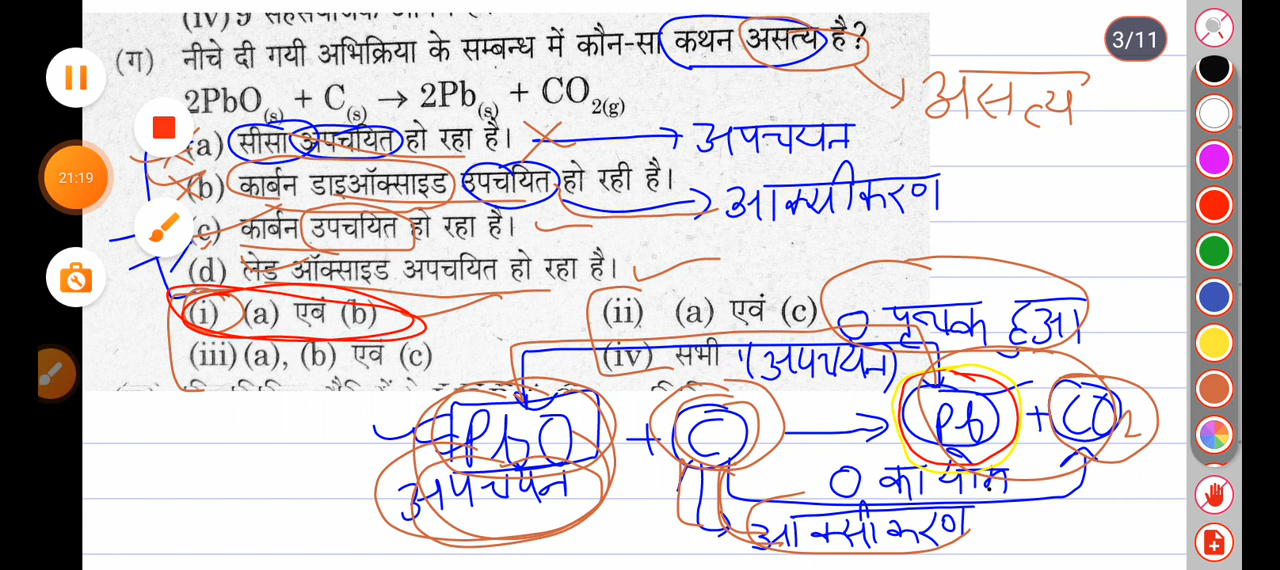 (ग) नीचे दी गयी अभिक्रिया के सम्बन्ध में कौन-सा कथन असत्य है?
3/11
असत्य
2PbO(s) + C(s) → 2Pb(s) + CO2(g)
(a) सीसा अपचयित हो रहा है।
अपचयन
21:19
(b) कार्बन डाइऑक्साइड उपचयित हो रही है।
आक्सीकरण
(c) कार्बन उपचयित हो रहा है।
(d) लेड ऑक्साइड अपचयित हो रहा है।
(i) (a) एवं (b) (ii) (a) एवं (c)
O पृत्यक हुआ
(iii) (a), (b) एवं (c) (iv) सभी
(अपचयन)
PbO + C → Pb + CO2
अपचयन
O का योग
आक्सीकरण